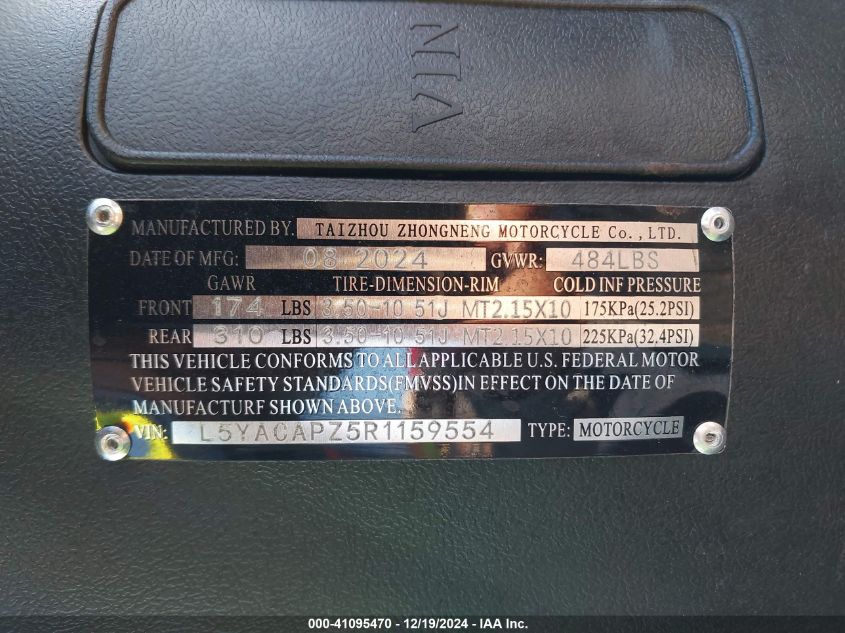 VIN
MANUFACTURED BY. TAIZHOU ZHONGNENG MOTORCYCLE Co.,LTD.
DATE OF MFG: 08 2024 GVWR: 484LBS
GAWR TIRE-DIMENSION-RIM COLD INF PRESSURE
FRONT 174 LBS 3.50-10 51J MT2.15X10 175KPa(25.2PSI)
REAR 310 LBS 3.50-10 51J MT2.15X10 225KPa(32.4PSI)
THIS VEHICLE CONFORMS TO ALL APPLICABLE U.S. FEDERAL MOTOR
VEHICLE SAFETY STANDARDS(FMVSS)IN EFFECT ON THE DATE OF
MANUFACTURF SHOWN ABOVE.
VIN: L5YACAPZ5R1159554 TYPE: MOTORCYCLE
000-41095470 - 12/19/2024 - IAA Inc.